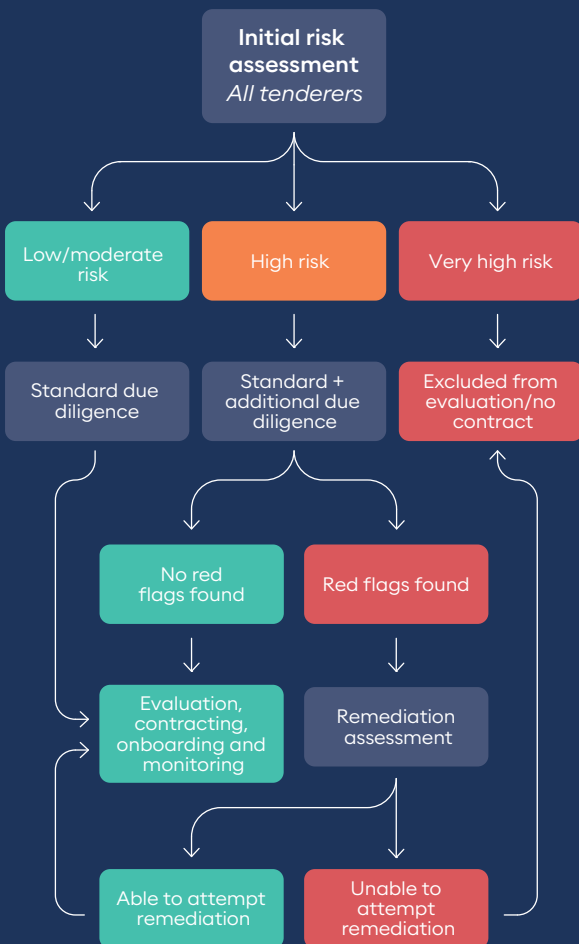 Initial risk
assessment
All tenderers
Low/moderate
risk
High risk
Very high risk
Standard due
diligence
Standard +
additional due
diligence
Excluded from
evaluation/no
contract
No red
flags found
Red flags found
Evaluation,
contracting,
onboarding and
monitoring
Remediation
assessment
Able to attempt
remediation
Unable to
attempt
remediation